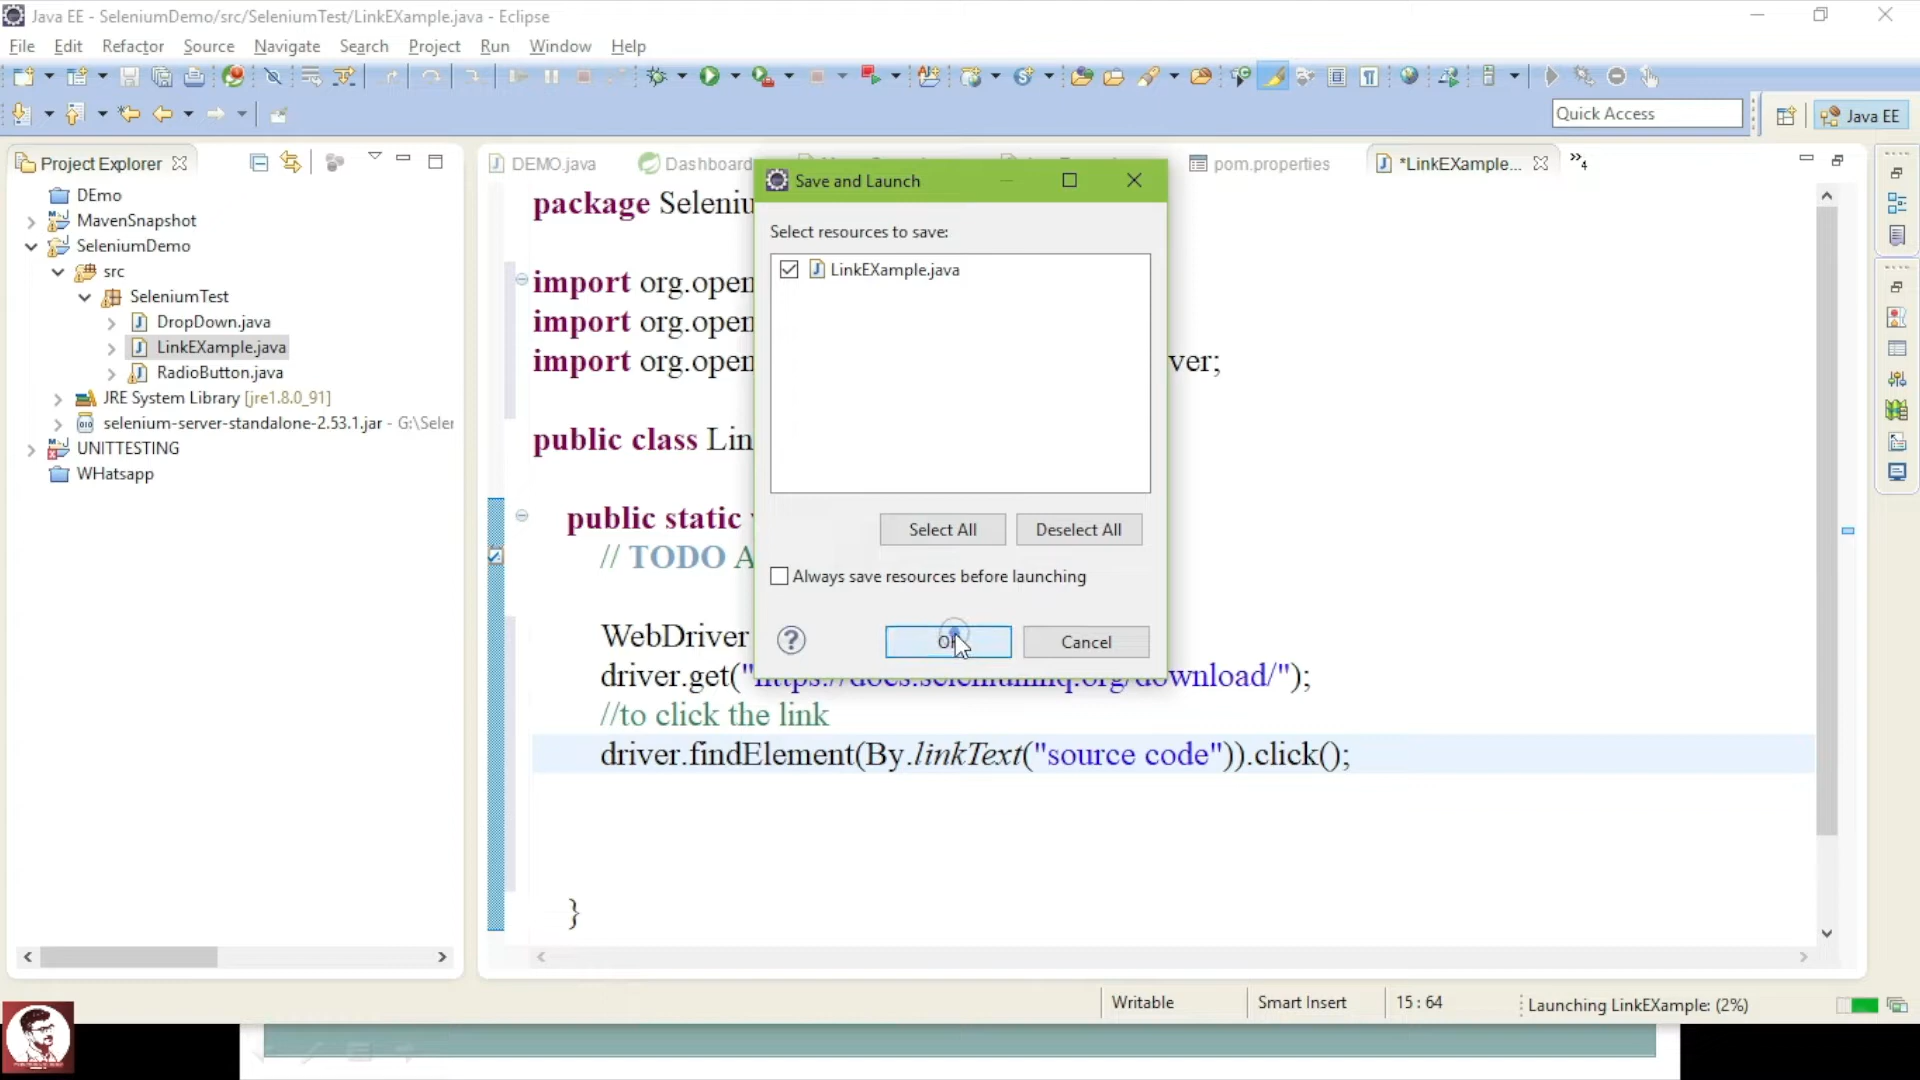 Java EE - SeleniumDemo/src/SeleniumTest/LinkEXample.java - Eclipse
File Edit Refactor Source Navigate Search Project Run Window Help
Quick Access
Java EE
Project Explorer
DEmo
MavenSnapshot
SeleniumDemo
src
SeleniumTest
DropDown.java
LinkEXample.java
RadioButton.java
JRE System Library [jre1.8.0_91]
selenium-server-standalone-2.53.1.jar - G:\Seler
UNITTESTING
WHatsapp
DEMO.java Dashboard pom.properties *LinkEXample... »4
package Seleniu
import org.open
import org.open
import org.open ver;
public class Lin
public static
// TODO A
WebDriver
driver.get("https://docs.seleniumhq.org/download/");
//to click the link
driver.findElement(By.linkText("source code")).click();
}
Save and Launch
Select resources to save:
LinkEXample.java
Select All Deselect All
Always save resources before launching
Cancel
Writable Smart Insert 15 : 64 Launching LinkEXample: (2%)